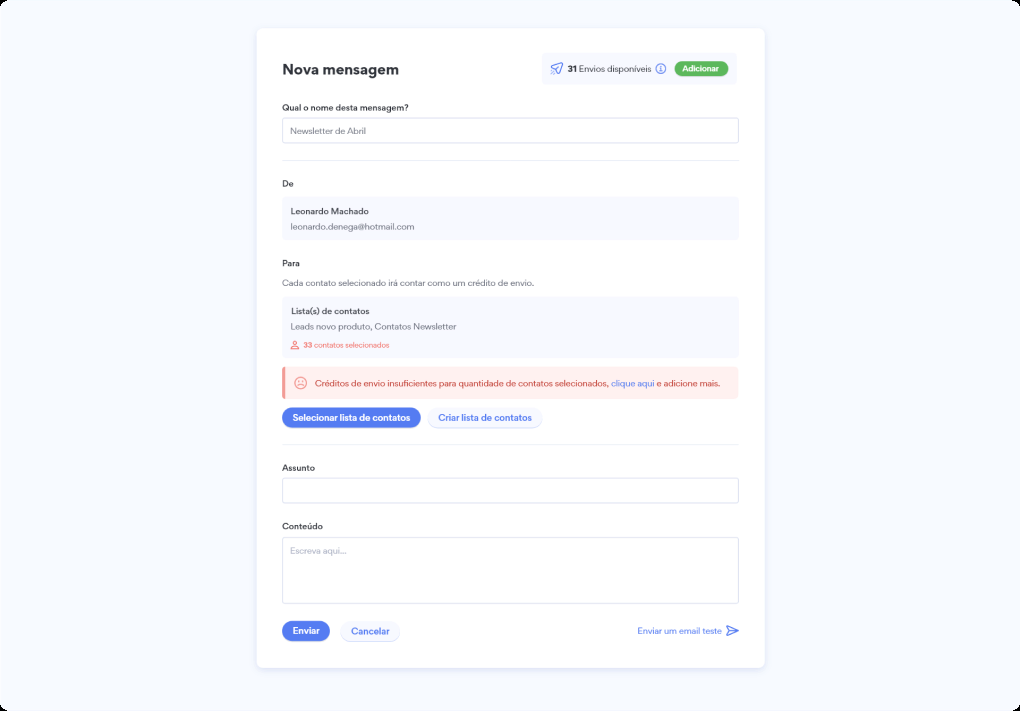 Nova mensagem
31 Envios disponíveis
Adicionar
Qual o nome desta mensagem?
Newsletter de Abril
De
Leonardo Machado
leonardo.denega@hotmail.com
Para
Cada contato selecionado irá contar como um crédito de envio.
Lista(s) de contatos
Leads novo produto, Contatos Newsletter
33 contatos selecionados
Créditos de envio insuficientes para quantidade de contatos selecionados, clique aqui e adicione mais.
Selecionar lista de contatos
Criar lista de contatos
Assunto
Conteúdo
Escreva aqui...
Enviar
Cancelar
Enviar um email teste